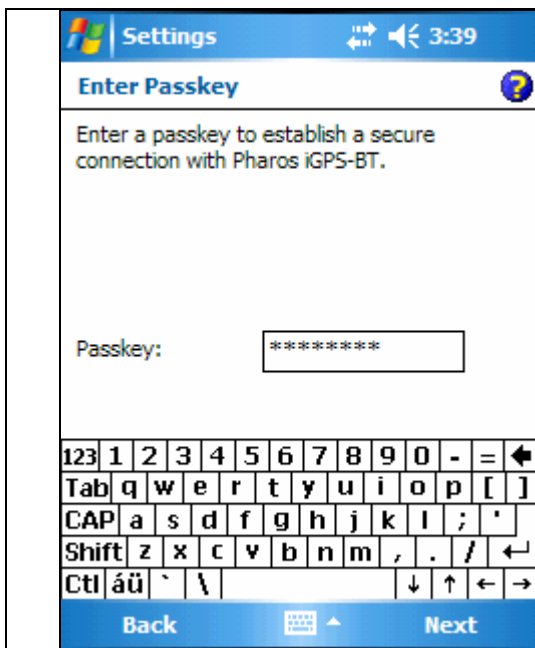 Settings 3:39
Enter Passkey
Enter a passkey to establish a secure
connection with Pharos iGPS-BT.
Passkey: ********
123 1 2 3 4 5 6 7 8 9 0 - =
Tab q w e r t y u i o p [ ]
CAP a s d f g h j k l ; '
Shift z x c v b n m , . /
Ctl áü ` \ ↓ ↑ ← →
Back Next